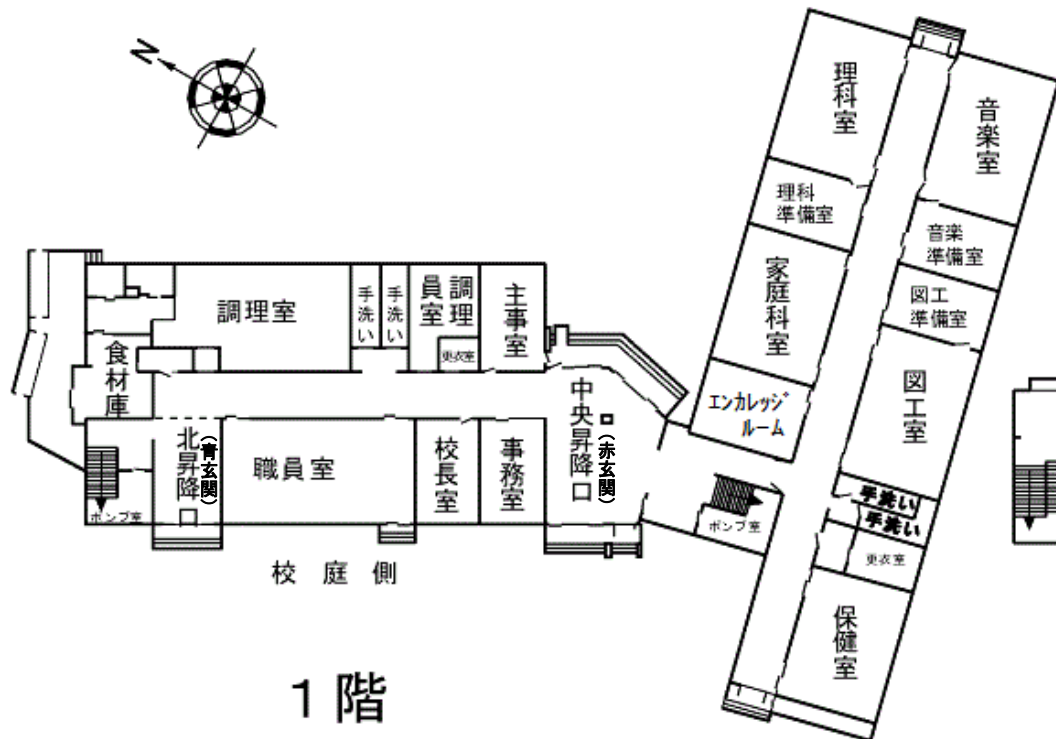 N
理科室
音楽室
理科
準備室
音楽
準備室
家庭科室
図工
準備室
図工室
エンカレッジ
ルーム
調理室
手洗い
手洗い
調理
員室
更衣室
主事室
食材庫
北昇降口
(青玄関)
職員室
校長室
事務室
中央昇降口
(赤玄関)
ポンプ室
ポンプ室
手洗い
手洗い
更衣室
保健室
校庭側
1階